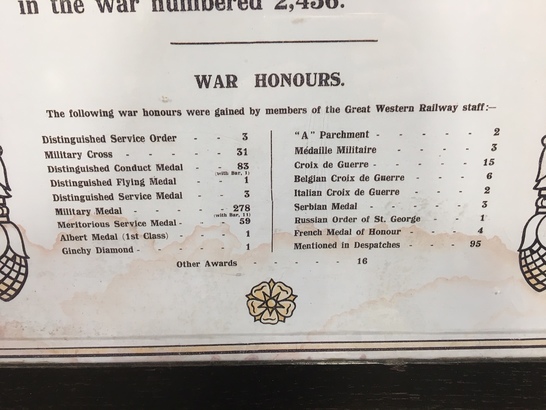 in the war numbered 2,436.
WAR HONOURS.
The following war honours were gained by members of the Great Western Railway staff:—
Distinguished Service Order - - 3
Military Cross - - - - 31
Distinguished Conduct Medal - 83
(with Bar, 1)
Distinguished Flying Medal - - 1
Distinguished Service Medal - - 3
Military Medal - - - - 278
(with Bar, 11)
Meritorious Service Medal - - 59
Albert Medal (1st Class) - - 1
Ginchy Diamond - - - - 1
"A" Parchment - - - - - 2
Médaille Militaire - - - - 3
Croix de Guerre - - - - - 15
Belgian Croix de Guerre - - - 6
Italian Croix de Guerre - - - 2
Serbian Medal - - - - 3
Russian Order of St. George - - 1
French Medal of Honour - - - 4
Mentioned in Despatches - - - 95
Other Awards - - - - - 16